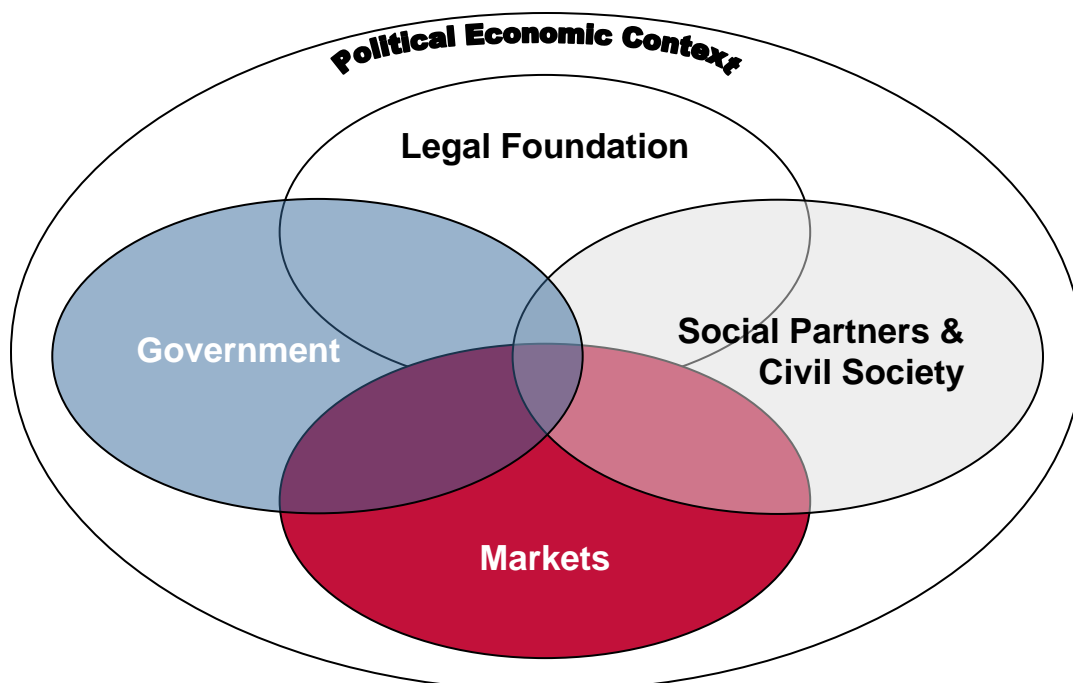 Political Economic Context
Legal Foundation
Government
Social Partners &
Civil Society
Markets